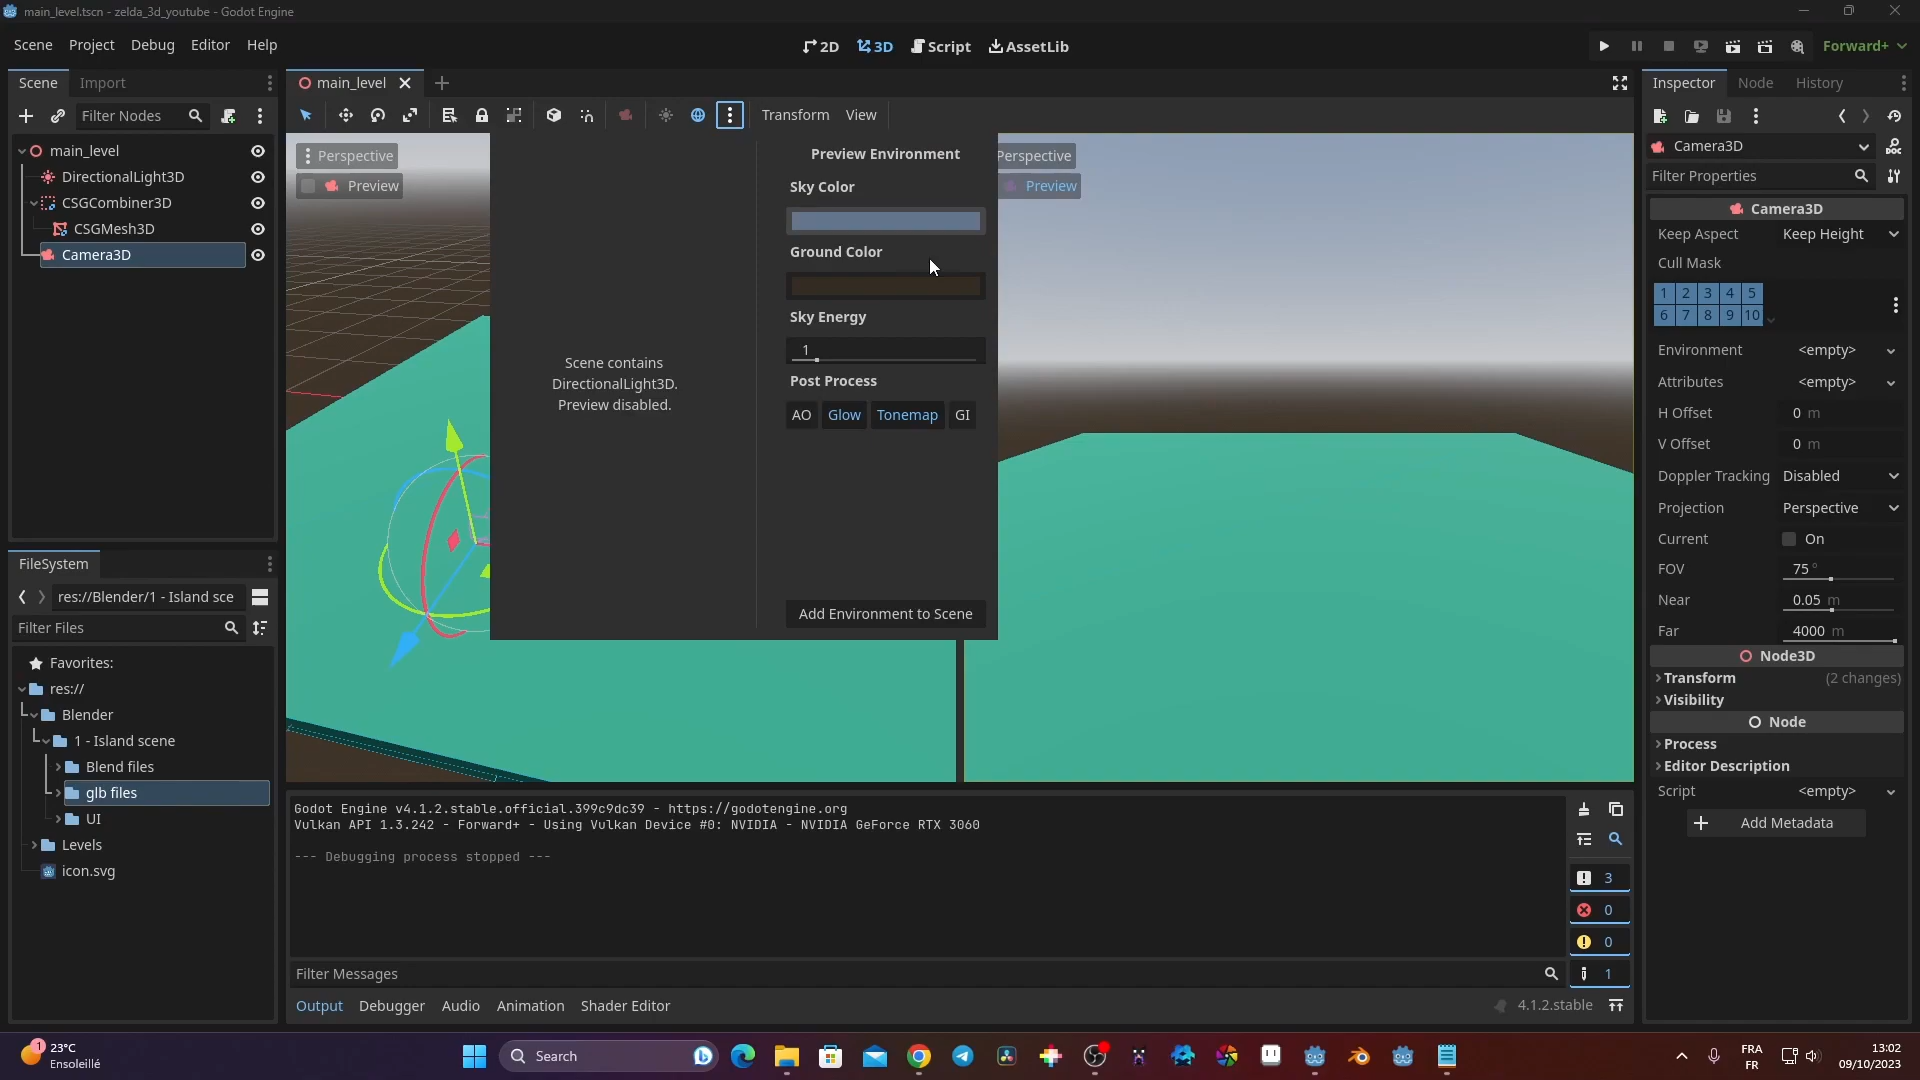 main_level.tscn - zelda_3d_youtube - Godot Engine
Scene Project Debug Editor Help
2D 3D Script AssetLib
Forward+
Scene Import
Filter Nodes
main_level
DirectionalLight3D
CSGCombiner3D
CSGMesh3D
Camera3D
FileSystem
res://Blender/1 - Island sce
Filter Files
Favorites:
res://
Blender
1 - Island scene
Blend files
glb files
UI
Levels
icon.svg
main_level
Transform View
Perspective
Preview
Scene contains
DirectionalLight3D.
Preview disabled.
Preview Environment
Sky Color
Ground Color
Sky Energy
1
Post Process
AO Glow Tonemap GI
Add Environment to Scene
Perspective
Preview
Godot Engine v4.1.2.stable.official.399c9dc39 - https://godotengine.org
Vulkan API 1.3.242 - Forward+ - Using Vulkan Device #0: NVIDIA - NVIDIA GeForce RTX 3060
--- Debugging process stopped ---
3
0
0
1
Filter Messages
Output Debugger Audio Animation Shader Editor
4.1.2.stable
Inspector Node History
Camera3D
DOC
Filter Properties
Camera3D
Keep Aspect Keep Height
Cull Mask
1 2 3 4 5
6 7 8 9 10
Environment <empty>
Attributes <empty>
H Offset 0 m
V Offset 0 m
Doppler Tracking Disabled
Projection Perspective
Current On
FOV 75 °
Near 0.05 m
Far 4000 m
Node3D
Transform (2 changes)
Visibility
Node
Process
Editor Description
Script <empty>
Add Metadata
1
23°C
Ensoleillé
Search
FRA
FR
13:02
09/10/2023